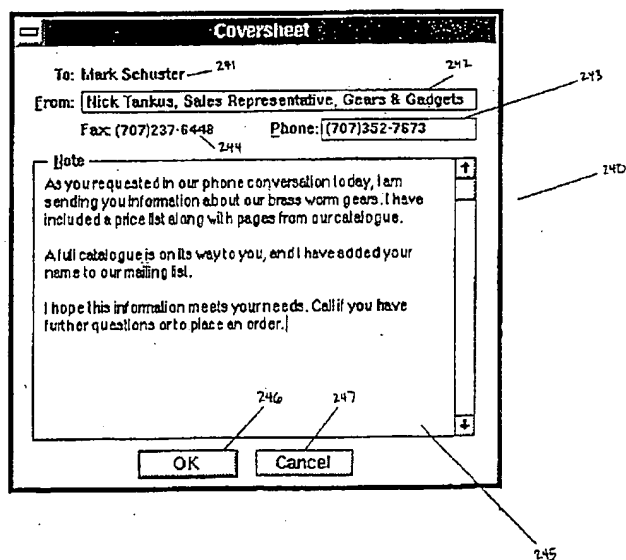 Coversheet
To: Mark Schuster 241
242
243
From: Nick Tankus, Sales Representative, Gears & Gadgets
Fax: (707)237-6448 Phone: (707)352-7673
244
Note
240
As you requested in our phone conversation today, I am
sending you information about our brass worm gears. I have
included a price list along with pages from our catalogue.
A full catalogue is on its way to you, and I have added your
name to our mailing list.
I hope this information meets your needs. Call if you have
further questions or to place an order.
246 247
OK Cancel
245